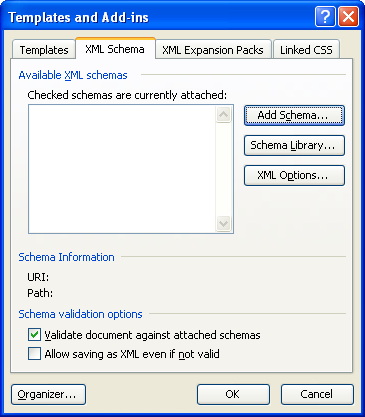 Templates and Add-ins
Templates XML Schema XML Expansion Packs Linked CSS
Available XML schemas
Checked schemas are currently attached:
Add Schema...
Schema Library...
XML Options...
Schema Information
URI:
Path:
Schema validation options
Validate document against attached schemas
Allow saving as XML even if not valid
Organizer... OK Cancel